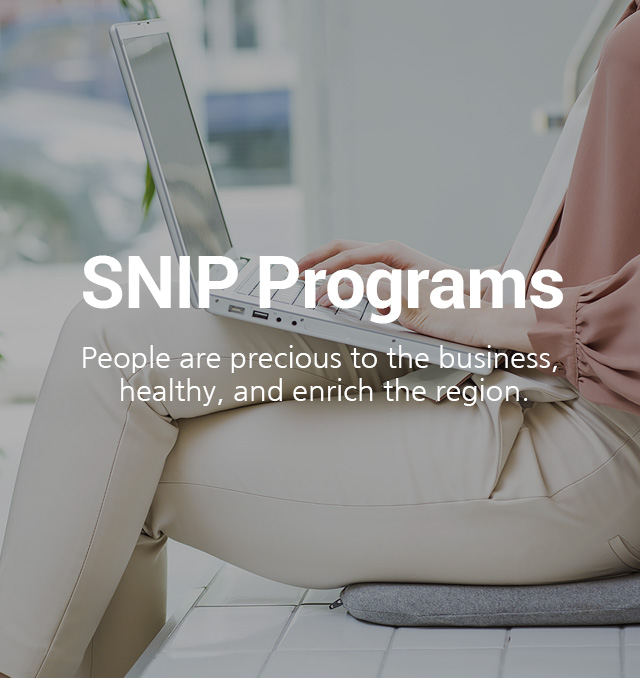 SNIP Programs
People are precious to the business,
healthy, and enrich the region.